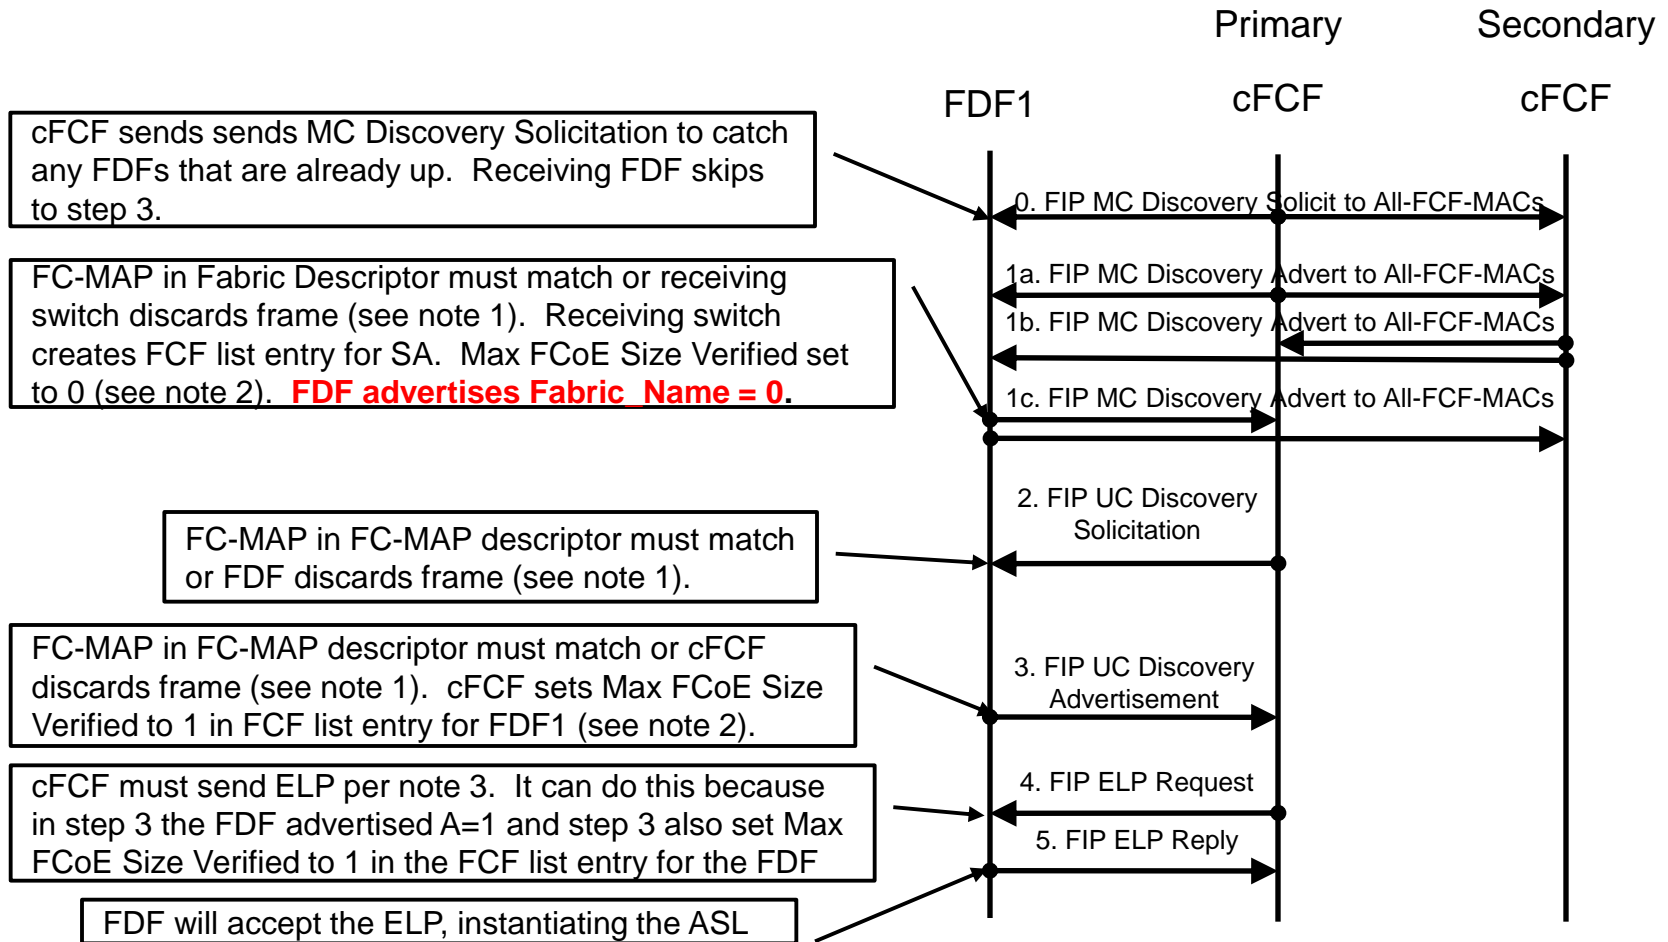 Primary
Secondary
FDF1
cFCF
cFCF
cFCF sends sends MC Discovery Solicitation to catch
any FDFs that are already up.  Receiving FDF skips
to step 3.
0. FIP MC Discovery Solicit to All-FCF-MACs
FC-MAP in Fabric Descriptor must match or receiving
switch discards frame (see note 1).  Receiving switch
creates FCF list entry for SA.  Max FCoE Size Verified set
to 0 (see note 2).  FDF advertises Fabric_Name = 0.
1a. FIP MC Discovery Advert to All-FCF-MACs
1b. FIP MC Discovery Advert to All-FCF-MACs
1c. FIP MC Discovery Advert to All-FCF-MACs
2. FIP UC Discovery
Solicitation
FC-MAP in FC-MAP descriptor must match
or FDF discards frame (see note 1).
FC-MAP in FC-MAP descriptor must match or cFCF
discards frame (see note 1).  cFCF sets Max FCoE Size
Verified to 1 in FCF list entry for FDF1 (see note 2).
3. FIP UC Discovery
Advertisement
cFCF must send ELP per note 3.  It can do this because
in step 3 the FDF advertised A=1 and step 3 also set Max
FCoE Size Verified to 1 in the FCF list entry for the FDF
4. FIP ELP Request
5. FIP ELP Reply
FDF will accept the ELP, instantiating the ASL